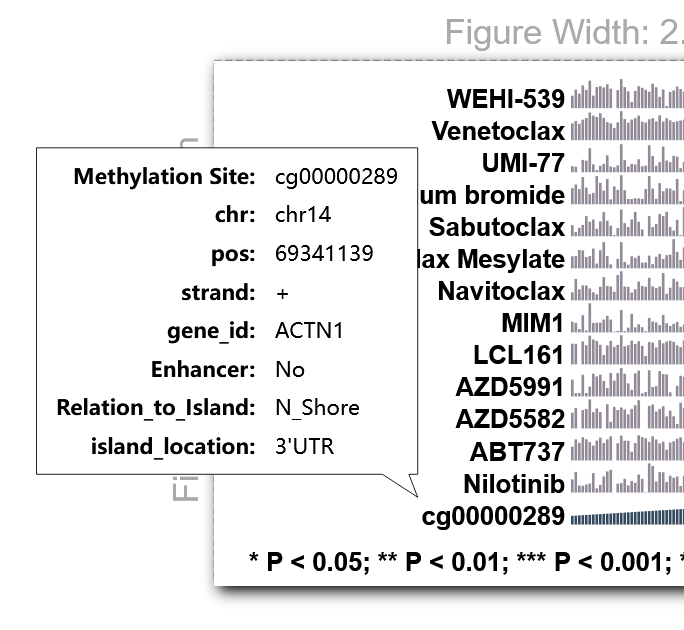 Figure Width: 2.
WEHI-539
Venetoclax
UMI-77
um bromide
Sabutoclax
lax Mesylate
Navitoclax
MIM1
LCL161
AZD5991
AZD5582
ABT737
Nilotinib
cg00000289
* P < 0.05; ** P < 0.01; *** P < 0.001; *
Methylation Site: cg00000289
chr: chr14
pos: 69341139
strand: +
gene_id: ACTN1
Enhancer: No
Relation_to_Island: N_Shore
island_location: 3'UTR